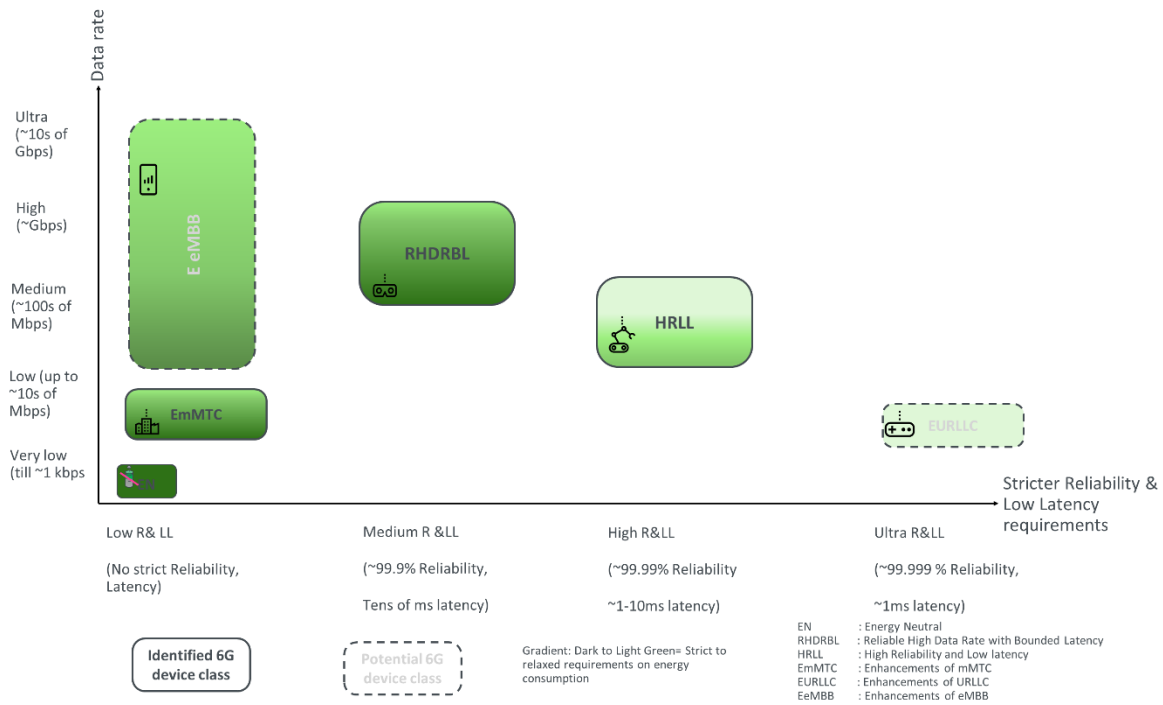 Data rate
Ultra
(~10s of
Gbps)
High
(~Gbps)
Medium
(~100s of
Mbps)
Low (up to
~10s of
Mbps)
Very low
(till ~1 kbps
E eMBB
RHDRBL
HRLL
EmMTC
EURLLC
EN
Stricter Reliability &
Low Latency
requirements
Low R& LL
(No strict Reliability,
Latency)
Medium R &LL
(~99.9% Reliability,
Tens of ms latency)
High R&LL
(~99.99% Reliability
~1-10ms latency)
Ultra R&LL
(~99.999 % Reliability,
~1ms latency)
Identified 6G
device class
Potential 6G
device class
Gradient: Dark to Light Green= Strict to
relaxed requirements on energy
consumption
EN : Energy Neutral
RHDRBL : Reliable High Data Rate with Bounded Latency
HRLL : High Reliability and Low latency
EmMTC : Enhancements of mMTC
EURLLC : Enhancements of URLLC
EeMBB : Enhancements of eMBB